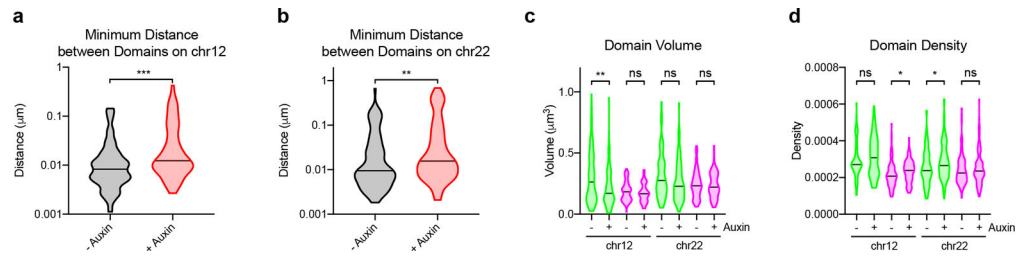 a
Minimum Distance
between Domains on chr12
***
1
0.1
0.01
0.001
Distance (μm)
- Auxin
+ Auxin
b
Minimum Distance
between Domains on chr22
**
1
0.1
0.01
0.001
Distance (μm)
- Auxin
+ Auxin
c
Domain Volume
** ns ns ns
1.0
0.5
0.0
Volume (μm³)
- + - + - + - + Auxin
chr12 chr22
d
Domain Density
ns * * ns
0.0008
0.0006
0.0004
0.0002
0.0000
Density
- + - + - + - + Auxin
chr12 chr22